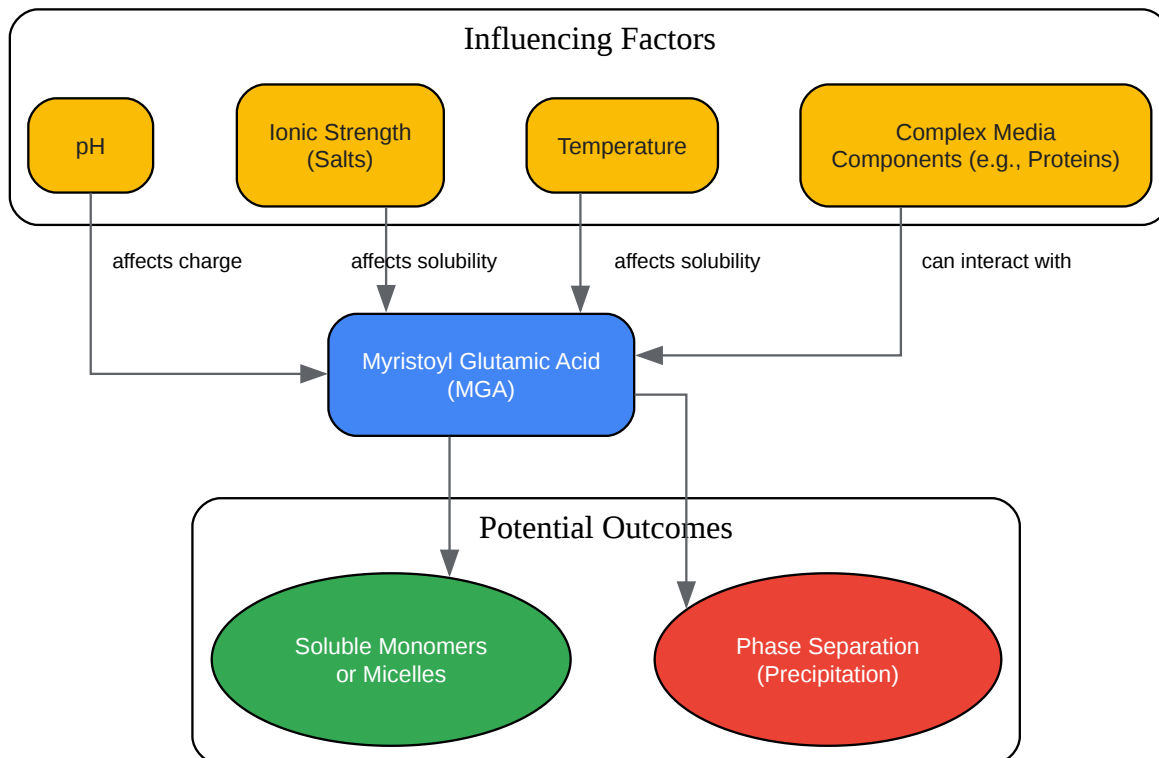 Influencing Factors
pH
Ionic Strength
(Salts)
Temperature
Complex Media
Components (e.g., Proteins)
affects charge
affects solubility
affects solubility
can interact with
Myristoyl Glutamic Acid
(MGA)
Potential Outcomes
Soluble Monomers
or Micelles
Phase Separation
(Precipitation)